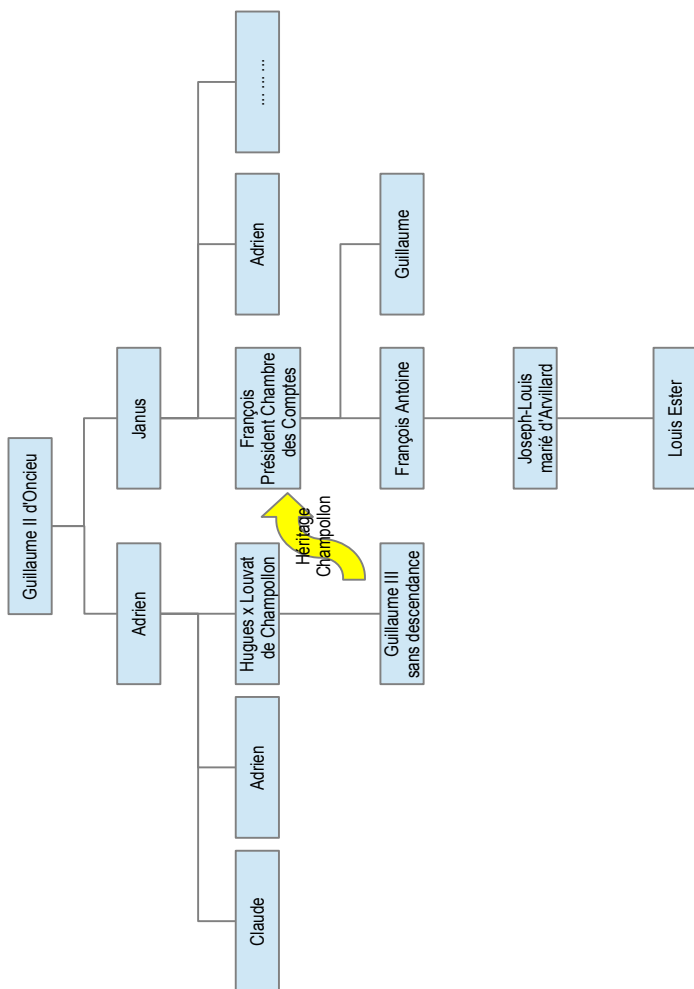 Guillaume II d'Oncieu
Adrien
Janus
Claude
Adrien
Hugues x Louvat
de Champollon
François
Président Chambre
des Comptes
Adrien
... ... ...
Héritage
Champollon
Guillaume III
sans descendance
François Antoine
Guillaume
Joseph-Louis
marié d'Arvillard
Louis Ester